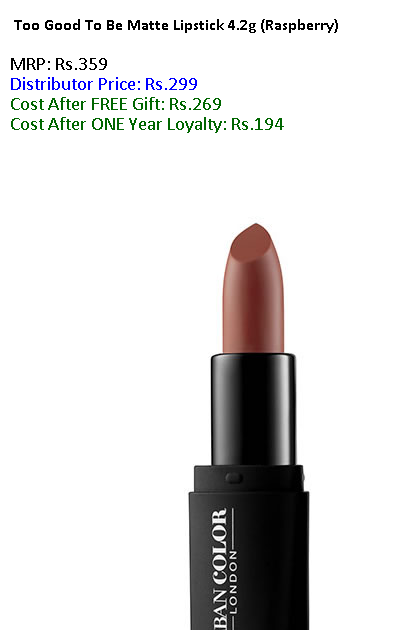 Too Good To Be Matte Lipstick 4.2g (Raspberry)
MRP: Rs.359
Distributor Price: Rs.299
Cost After FREE Gift: Rs.269
Cost After ONE Year Loyalty: Rs.194
BAN COLOR
LONDON